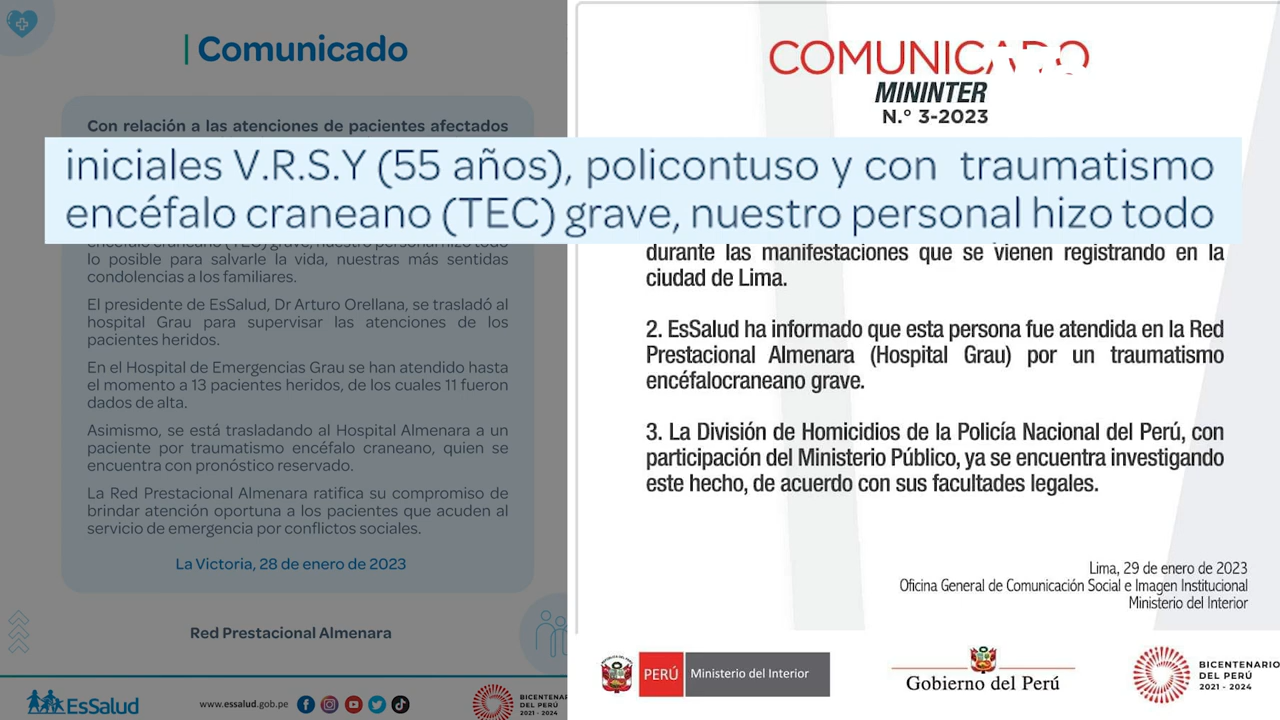 Comunicado
Con relación a las atenciones de pacientes afectados
iniciales V.R.S.Y (55 años), policontuso y con traumatismo
encéfalo craneano (TEC) grave, nuestro personal hizo todo
lo posible para salvarle la vida, nuestras más sentidas
condolencias a los familiares.
El presidente de EsSalud, Dr Arturo Orellana, se trasladó al
hospital Grau para supervisar las atenciones de los
pacientes heridos.
En el Hospital de Emergencias Grau se han atendido hasta
el momento a 13 pacientes heridos, de los cuales 11 fueron
dados de alta.
Asimismo, se está trasladando al Hospital Almenara a un
paciente por traumatismo encéfalo craneano, quien se
encuentra con pronóstico reservado.
La Red Prestacional Almenara ratifica su compromiso de
brindar atención oportuna a los pacientes que acuden al
servicio de emergencia por conflictos sociales.
La Victoria, 28 de enero de 2023
Red Prestacional Almenara
EsSalud
www.essalud.gob.pe
BICENTENARIO
DEL PERÚ
2021 - 2024
COMUNICADO
MININTER
N.° 3-2023
durante las manifestaciones que se vienen registrando en la
ciudad de Lima.
2. EsSalud ha informado que esta persona fue atendida en la Red
Prestacional Almenara (Hospital Grau) por un traumatismo
encéfalocraneano grave.
3. La División de Homicidios de la Policía Nacional del Perú, con
participación del Ministerio Público, ya se encuentra investigando
este hecho, de acuerdo con sus facultades legales.
Lima, 29 de enero de 2023
Oficina General de Comunicación Social e Imagen Institucional
Ministerio del Interior
PERÚ
Ministerio del Interior
Gobierno del Perú
BICENTENARIO
DEL PERÚ
2021 - 2024